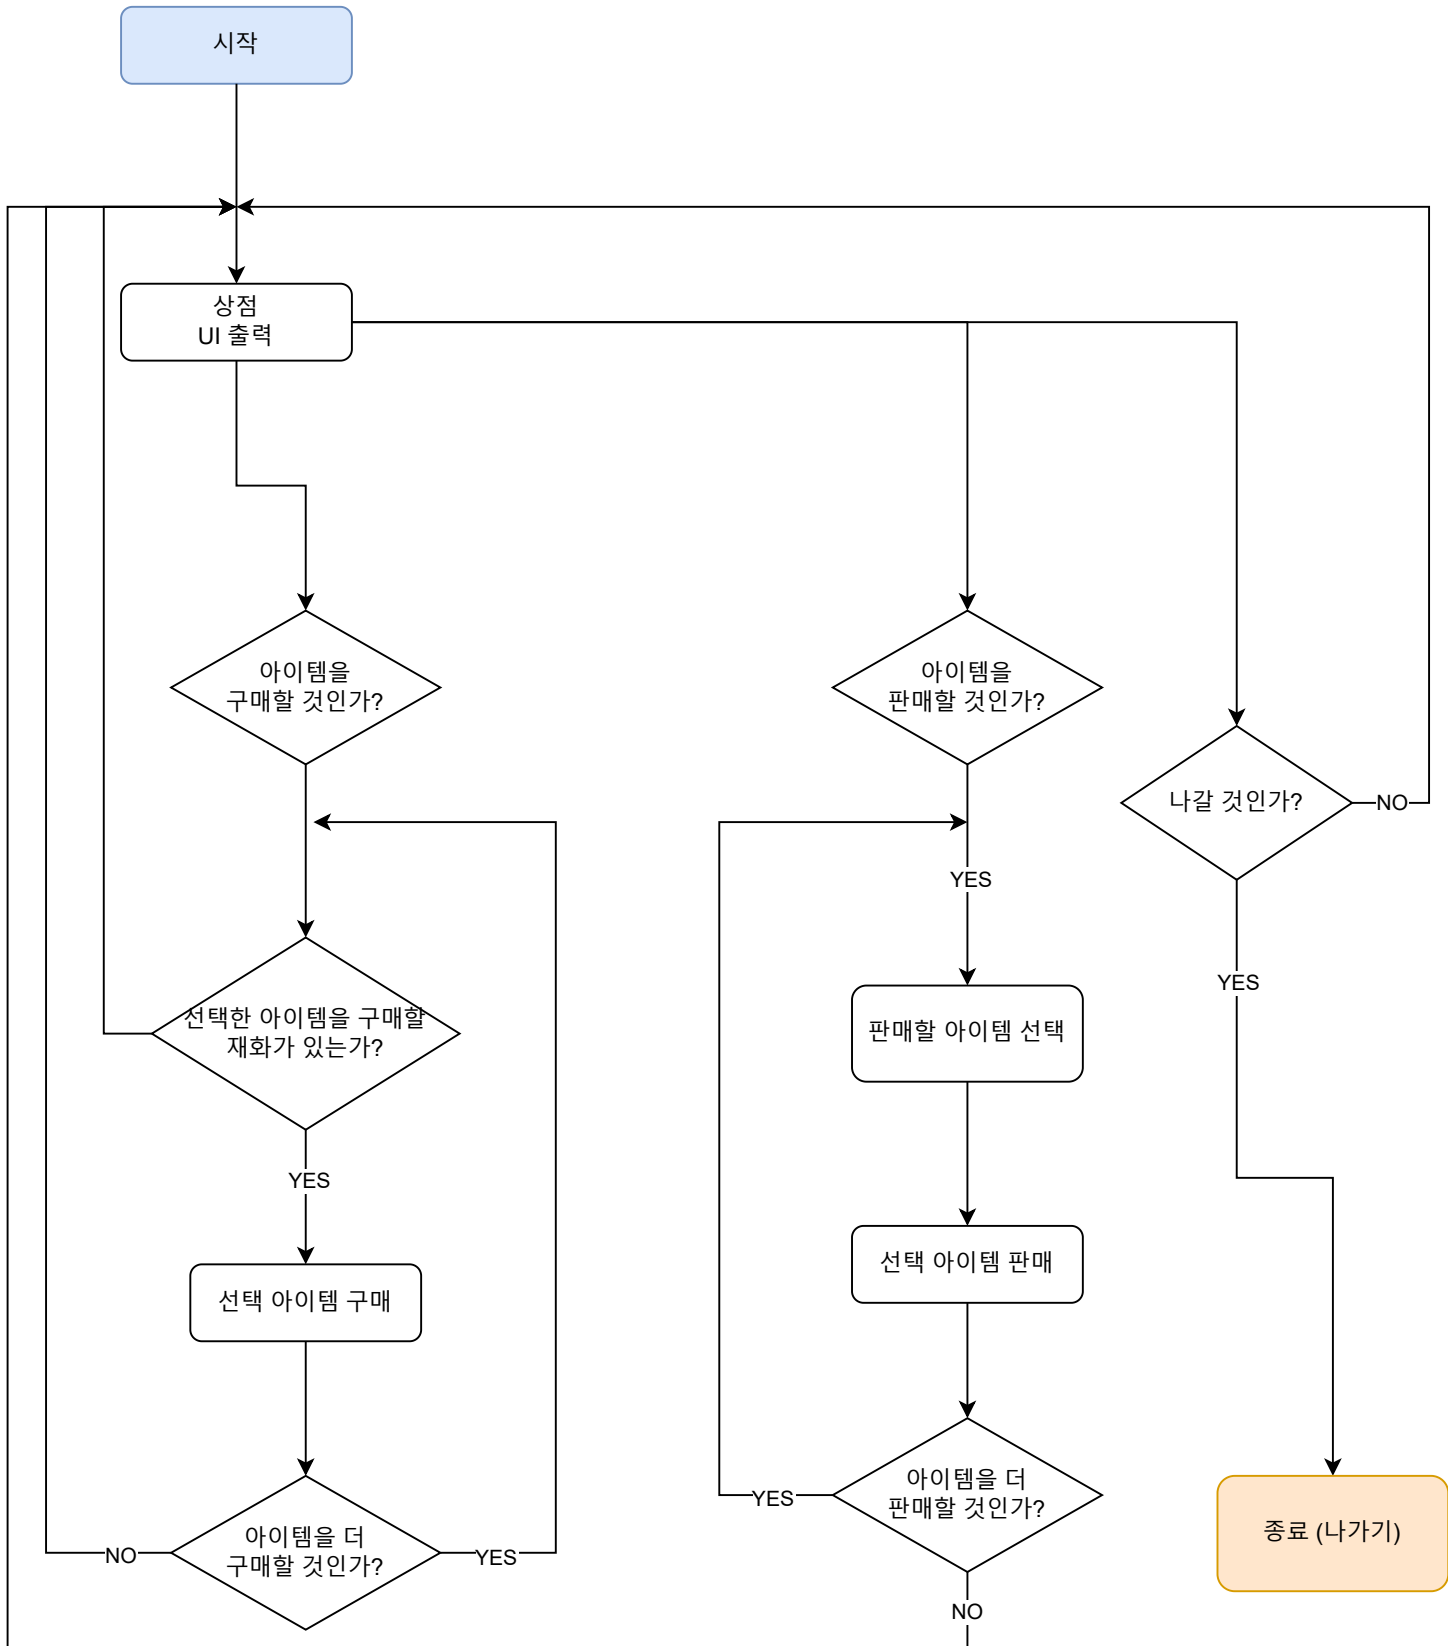 시작
상점
UI 출력
아이템을
구매할 것인가?
아이템을
판매할 것인가?
나갈 것인가?
NO
YES
YES
선택한 아이템을 구매할
재화가 있는가?
판매할 아이템 선택
YES
선택 아이템 구매
선택 아이템 판매
아이템을 더
구매할 것인가?
NO
YES
아이템을 더
판매할 것인가?
YES
NO
종료 (나가기)